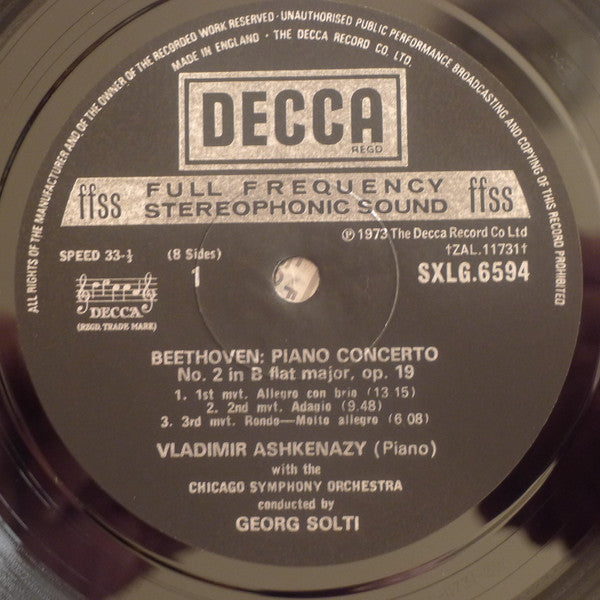 ALL RIGHTS OF THE MANUFACTURER AND OF THE OWNER OF THE RECORDED WORK RESERVED · UNAUTHORISED PUBLIC PERFORMANCE BROADCASTING AND COPYING OF THIS RECORD PROHIBITED
MADE IN ENGLAND · THE DECCA RECORD CO. LTD.
DECCA
REGD
ffss FULL FREQUENCY ffss
STEREOPHONIC SOUND
℗ 1973 The Decca Record Co Ltd
SPEED 33-⅓ (8 Sides) †ZAL.11731†
1 SXLG.6594
DECCA
(REGD. TRADE MARK)
BEETHOVEN: PIANO CONCERTO
No. 2 in B flat major, op. 19
1. 1st mvt. Allegro con brio (13 15)
2. 2nd mvt. Adagio (9.48)
3. 3rd mvt. Rondo—Molto allegro (6 08)
VLADIMIR ASHKENAZY (Piano)
with the
CHICAGO SYMPHONY ORCHESTRA
conducted by
GEORG SOLTI